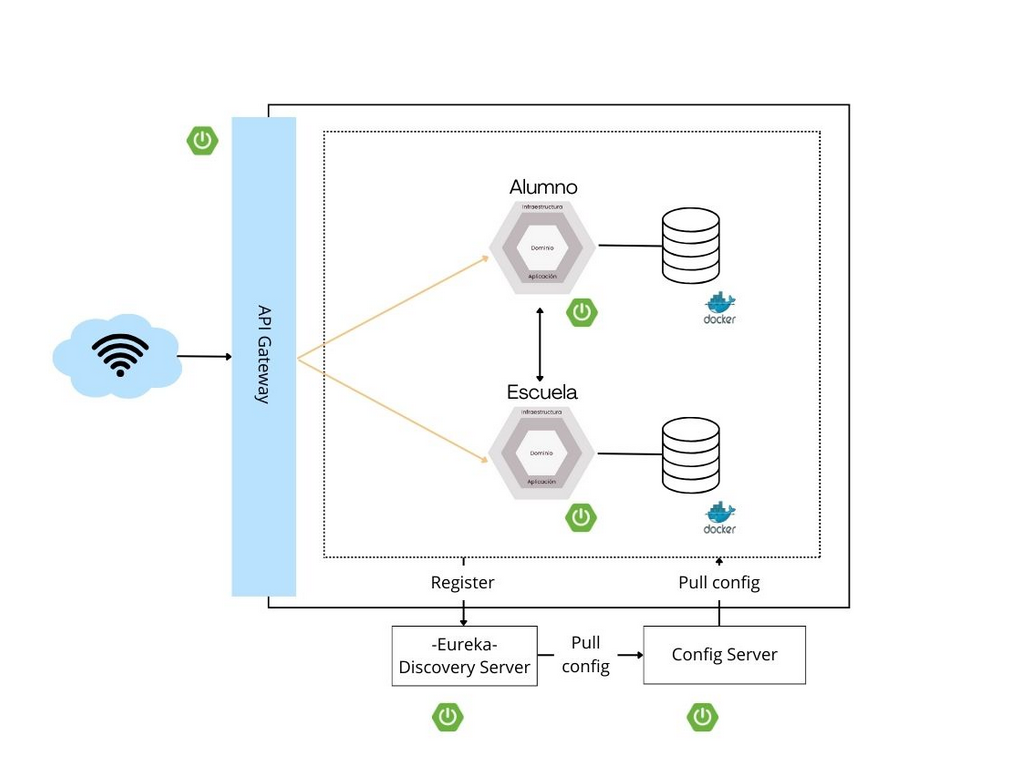 API Gateway
Alumno
Infraestructura
Dominio
Aplicación
docker
Escuela
Infraestructura
Dominio
Aplicación
docker
Register
Pull config
-Eureka-
Discovery Server
Pull
config
Config Server